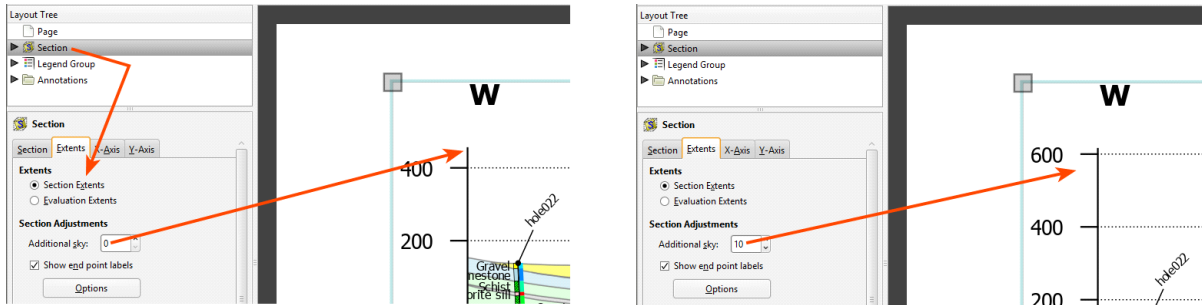 Layout Tree
Page
Section
Legend Group
Annotations
Section
Section Extents X-Axis Y-Axis
Extents
Section Extents
Evaluation Extents
Section Adjustments
Additional sky: 0
Show end point labels
Options
W
400
200
hole022
Gravel
nestone
Schist
orite sill
Layout Tree
Page
Section
Legend Group
Annotations
Section
Section Extents X-Axis Y-Axis
Extents
Section Extents
Evaluation Extents
Section Adjustments
Additional sky: 10
Show end point labels
Options
W
600
400
200
hole022